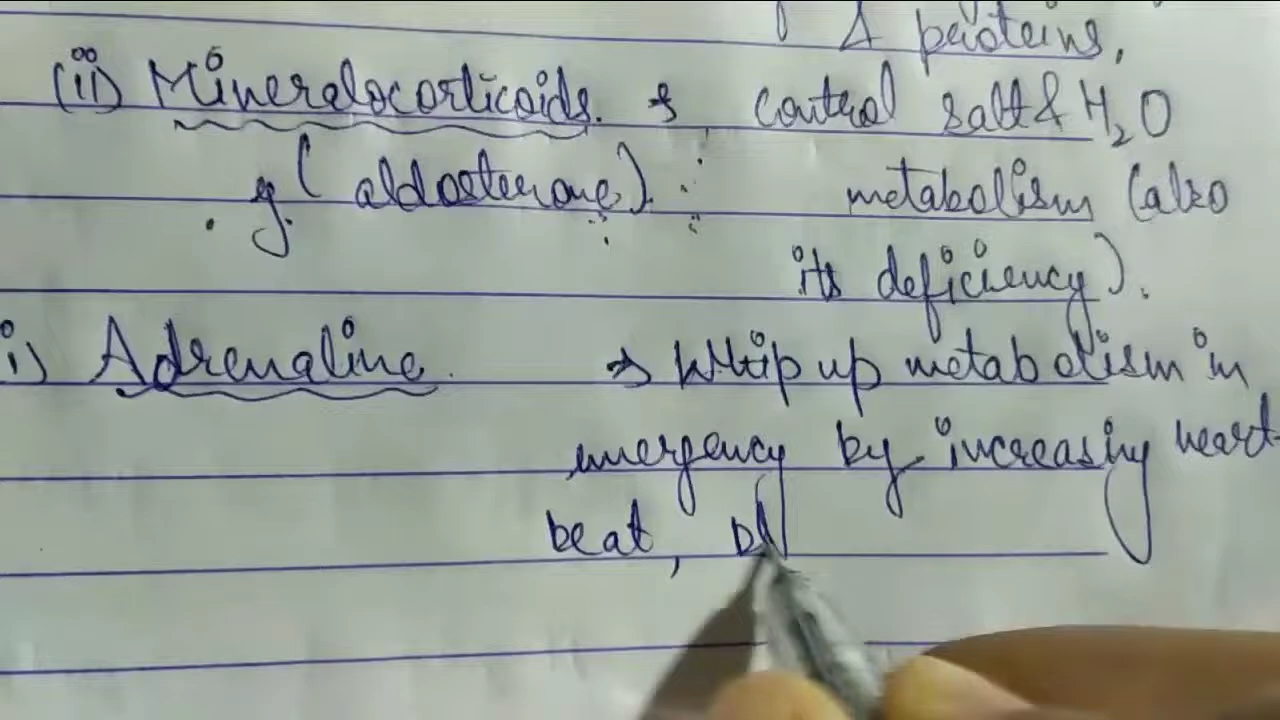 & proteins,
(ii) Mineralocorticoids. → control salt & H₂O
eg. (aldosterone). metabolism (also
its deficiency).
i) Adrenaline. → Whip up metabolism in
emergency by increasing heart-
beat, bl